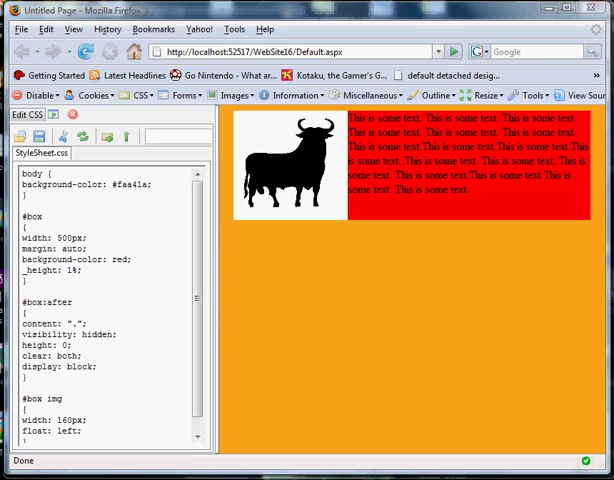 Untitled Page - Mozilla Firefox
File Edit View History Bookmarks Yahoo! Tools Help
http://localhost:52517/WebSite16/Default.aspx
Google
Getting Started Latest Headlines Go Nintendo - What ar... Kotaku, the Gamer's G... default detached desig... »
Disable Cookies CSS Forms Images Information Miscellaneous Outline Resize Tools View Sour
Edit CSS
StyleSheet.css
body {
background-color: #faa41a;
}
#box
{
width: 500px;
margin: auto;
background-color: red;
_height: 1%;
}
#box:after
{
content: ".";
visibility: hidden;
height: 0;
clear: both;
display: block;
}
#box img
{
width: 160px;
float: left;
This is some text. This is some text. This is some text.
This is some text. This is some text. This is some text.
This is some text.This is some text.This is some text.This
is some text. This is some text. This is some text. This is
some text. This is some text.This is some text.This is
some text. This is some text.
Done